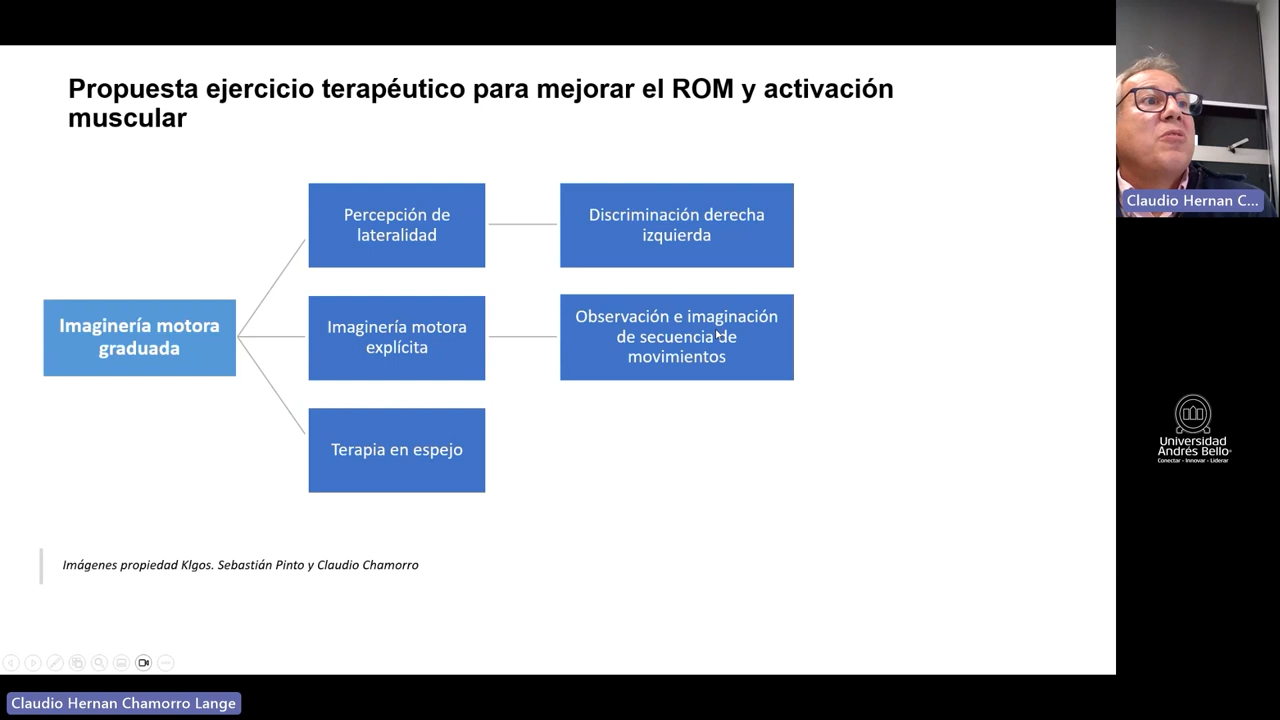 Propuesta ejercicio terapéutico para mejorar el ROM y activación
muscular
Percepción de
lateralidad
Discriminación derecha
izquierda
Imaginería motora
graduada
Imaginería motora
explícita
Observación e imaginación
de secuencia de
movimientos
Terapia en espejo
Imágenes propiedad Klgos. Sebastián Pinto y Claudio Chamorro
Claudio Hernan C...
Universidad
Andrés Bello
Conectar - Innovar - Liderar
Claudio Hernan Chamorro Lange